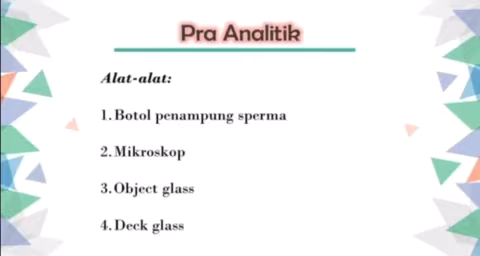 Pra Analitik
Alat-alat:
1. Botol penampung sperma
2. Mikroskop
3. Object glass
4. Deck glass